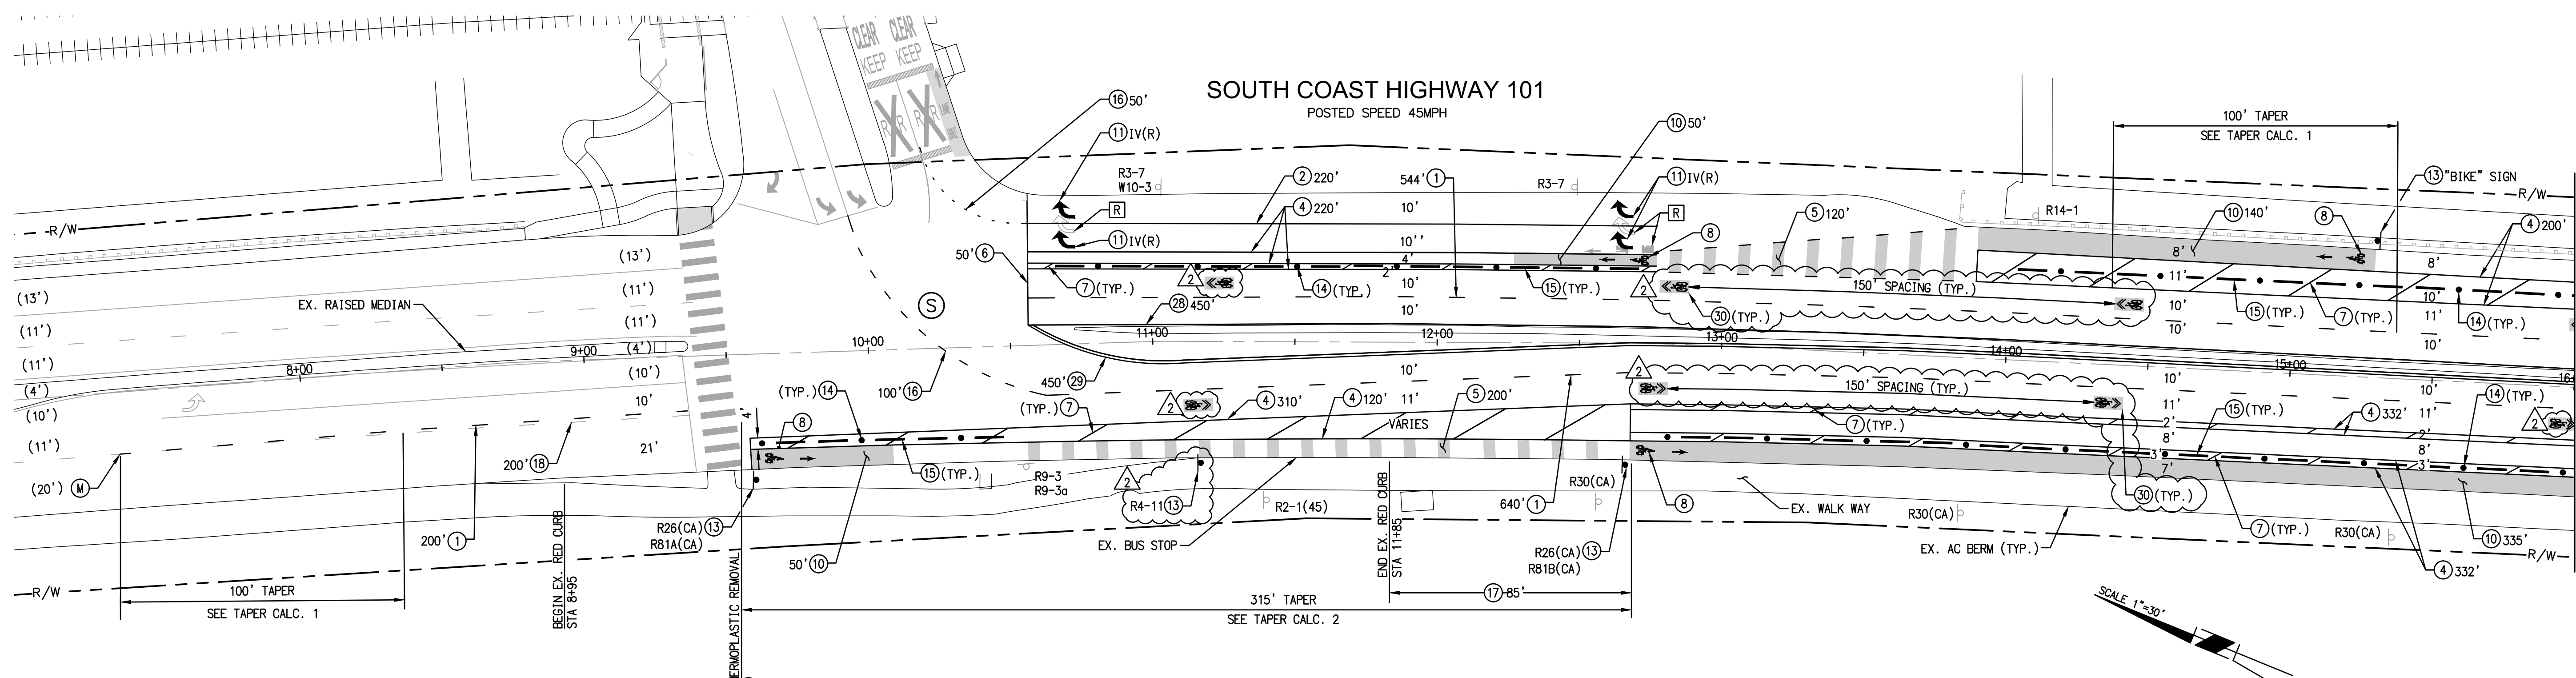 SOUTH COAST HIGHWAY 101
POSTED SPEED 45MPH
CLEAR CLEAR
KEEP KEEP
R R R R
LANE
BIKE
16 50'
11 IV(R)
R3-7
W10-3
R
2 220'
4 220'
544' 1
10'
R3-7
10 50'
11 IV(R)
R
8
5 120'
100' TAPER
SEE TAPER CALC. 1
13 "BIKE" SIGN
R/W
R14-1
10 140'
8
4 200'
R/W
(13')
(11')
(11')
(4')
(10')
10'
21'
(13')
(11')
(11')
(4')
(10')
(11')
(20') M
EX. RAISED MEDIAN
8+00
9+00
10+00
11+00
12+00
13+00
14+00
15+00
16+
S
50' 6
11 IV(R)
10''
4'
2'
10'
10'
7 (TYP.)
2
14 (TYP.)
15 (TYP.)
28 450'
2
150' SPACING (TYP.)
30 (TYP.)
8'
11'
10'
10'
8'
10'
11'
10'
15 (TYP.)
7 (TYP.)
14 (TYP.)
450' 29
100' 16
(TYP.) 14
(TYP.) 7
4'
8
2
4 310'
10'
11'
4 120'
5 200'
VARIES
2
150' SPACING (TYP.)
7 (TYP.)
10'
11'
2'
8'
3'
7'
15 (TYP.)
4 332'
14 (TYP.)
10'
11'
2'
8'
3'
2
200' 18
200' 1
15 (TYP.)
R9-3
R9-3a
2
R4-11 13
R2-1(45)
R30(CA)
640' 1
8
EX. WALK WAY
R30(CA)
30 (TYP.)
7 (TYP.)
R30(CA)
10 335'
R/W
4 332'
R26(CA) 13
R81A(CA)
50' 10
EX. BUS STOP
R26(CA) 13
R81B(CA)
EX. AC BERM (TYP.)
BEGIN EX. RED CURB
STA 8+95
END EX. RED CURB
STA 11+85
R/W
100' TAPER
SEE TAPER CALC. 1
17 85'
315' TAPER
SEE TAPER CALC. 2
SCALE 1"=30'